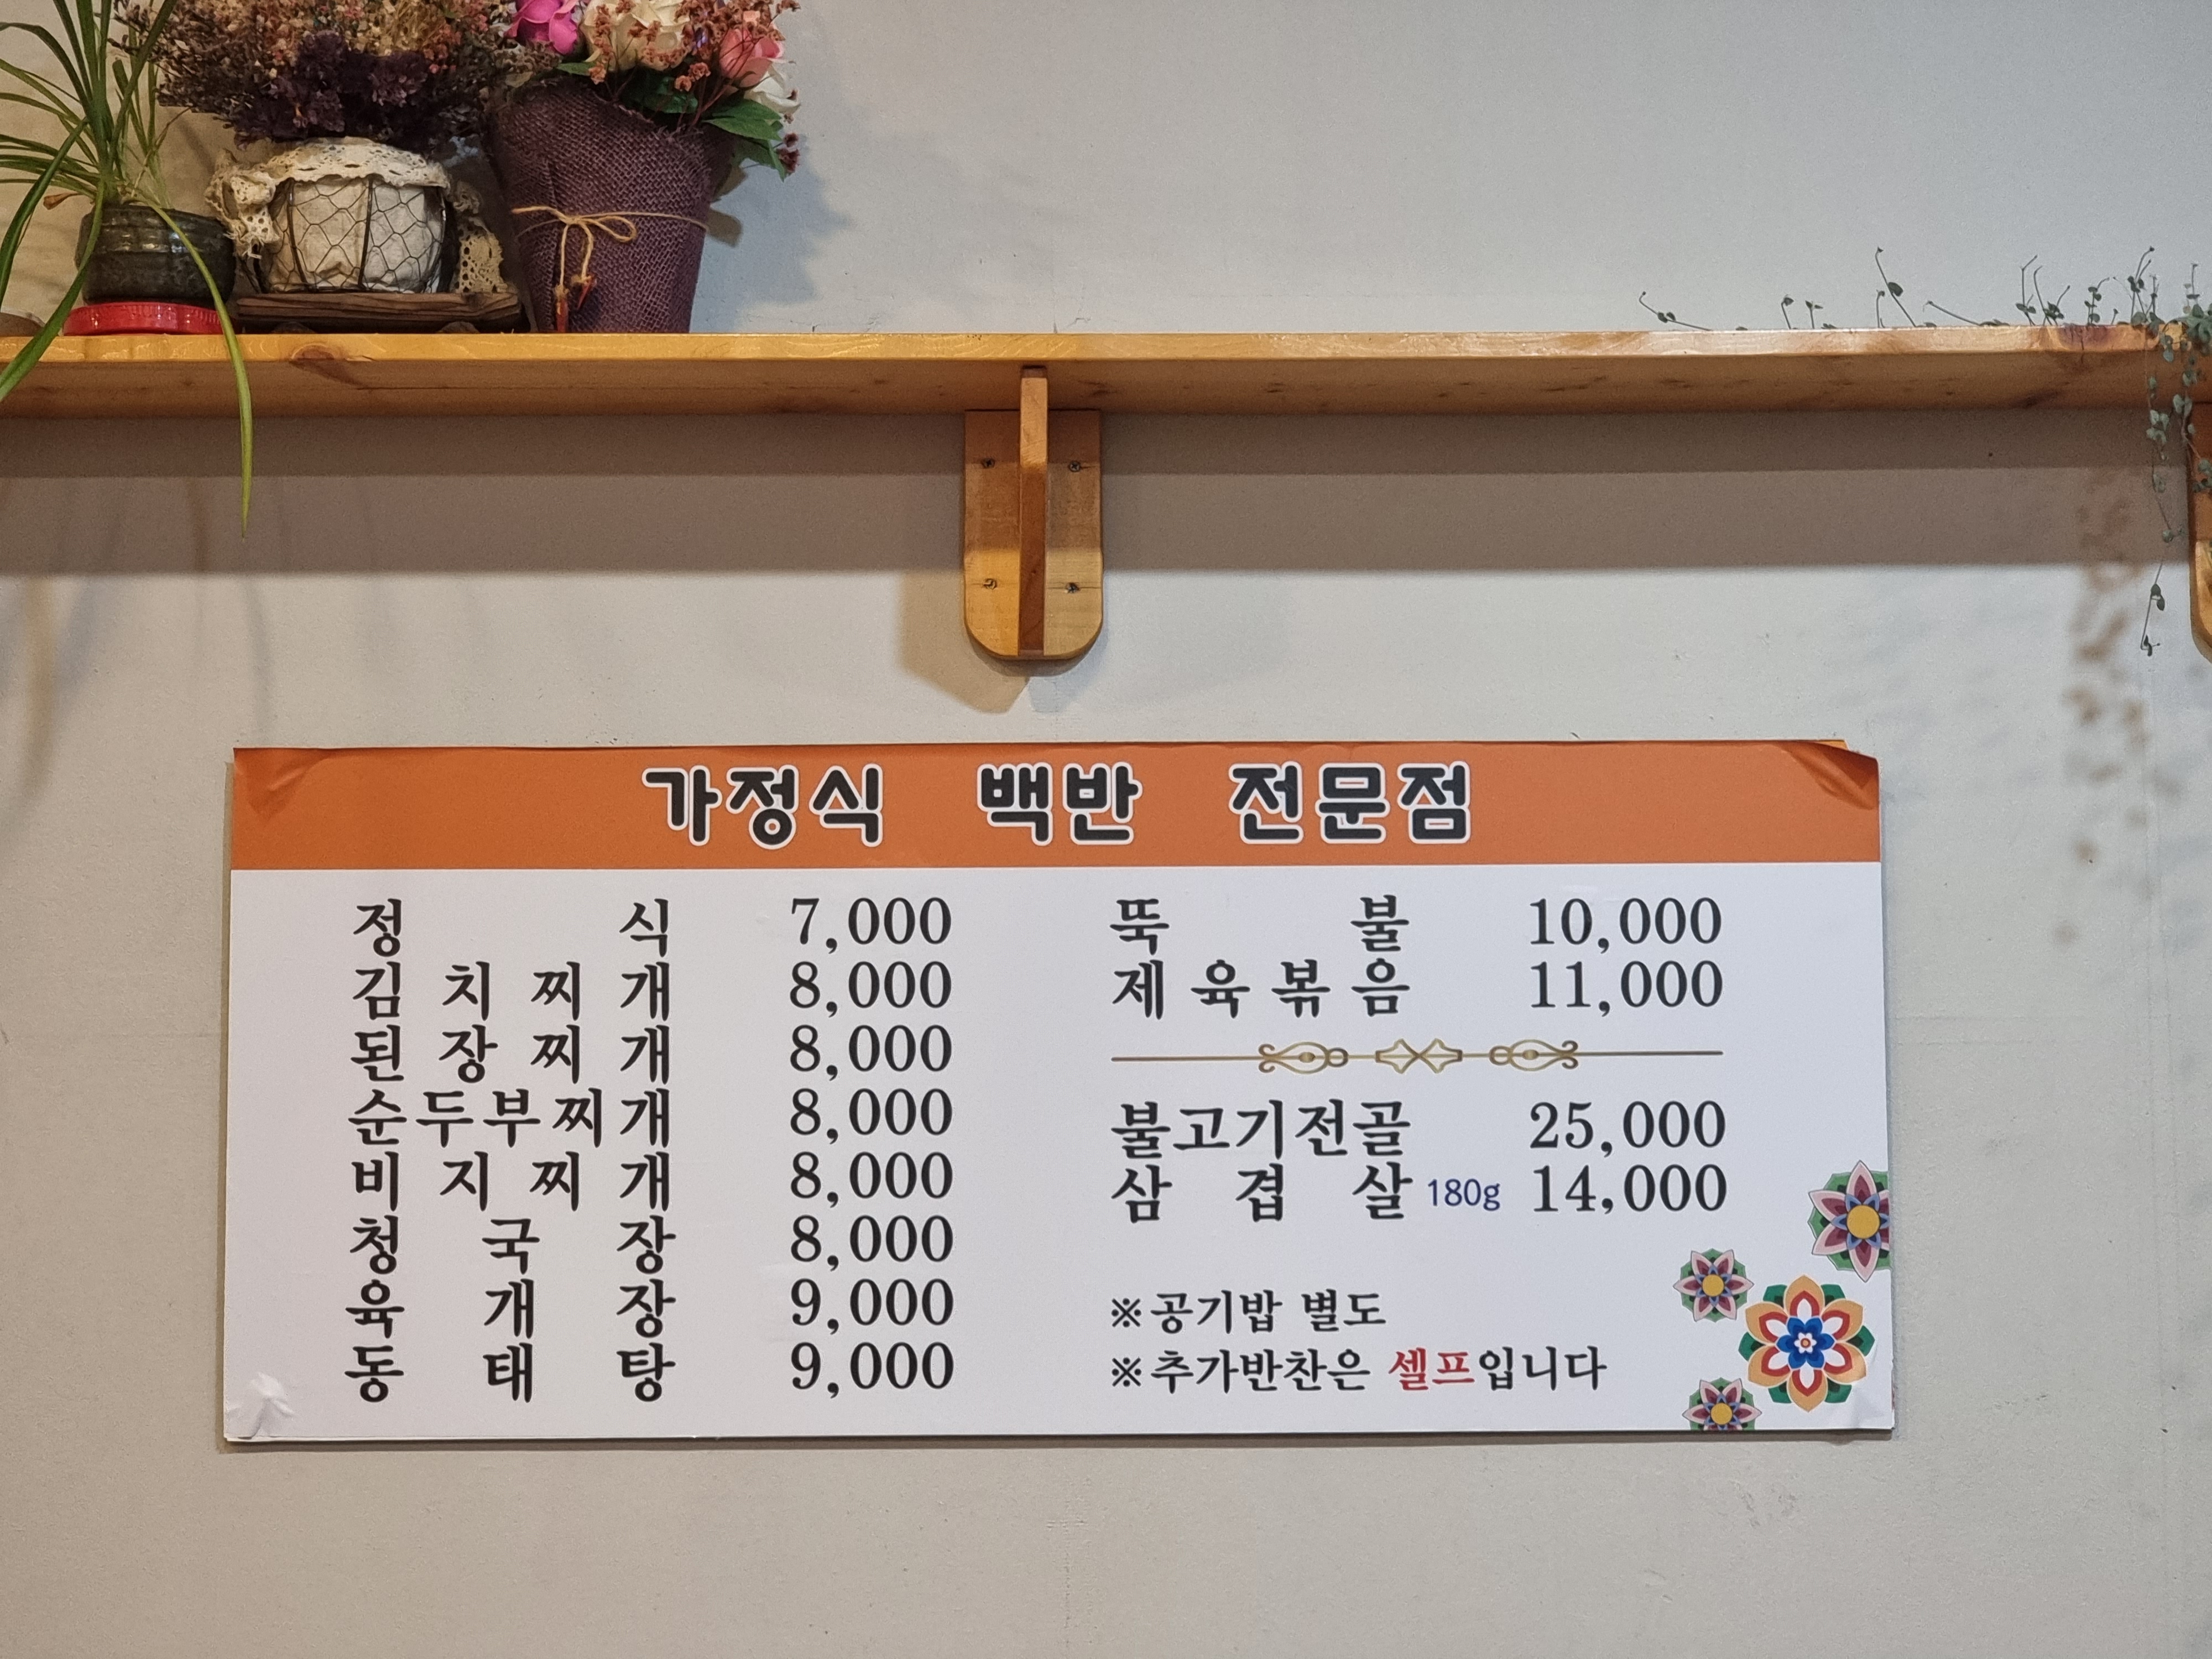 가정식 백반 전문점
정식 7,000
김치찌개 8,000
된장찌개 8,000
순두부찌개 8,000
비지찌개 8,000
청국장 8,000
육개장 9,000
동태탕 9,000
뚝불 10,000
제육볶음 11,000
불고기전골 25,000
삼겹살 180g 14,000
※공기밥 별도
※추가반찬은 셀프입니다